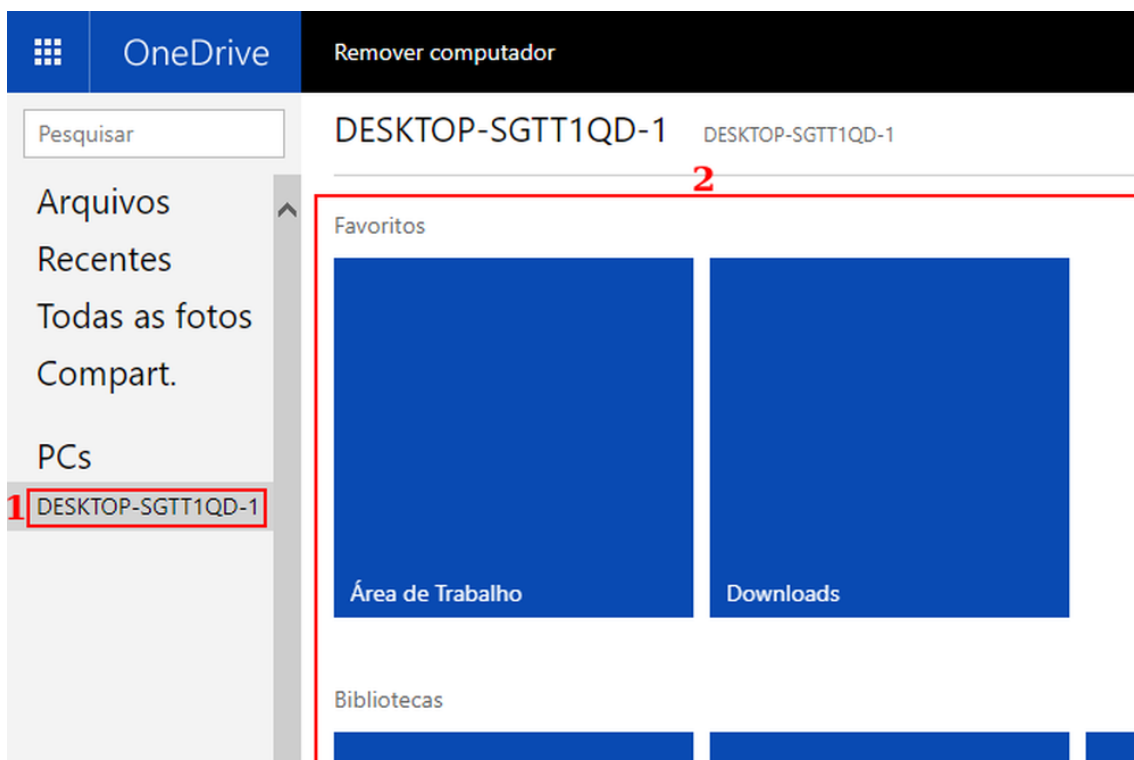 OneDrive
Remover computador
Pesquisar
DESKTOP-SGTT1QD-1 DESKTOP-SGTT1QD-1
2
Arquivos
Favoritos
Recentes
Todas as fotos
Compart.
PCs
1 DESKTOP-SGTT1QD-1
Área de Trabalho Downloads
Bibliotecas